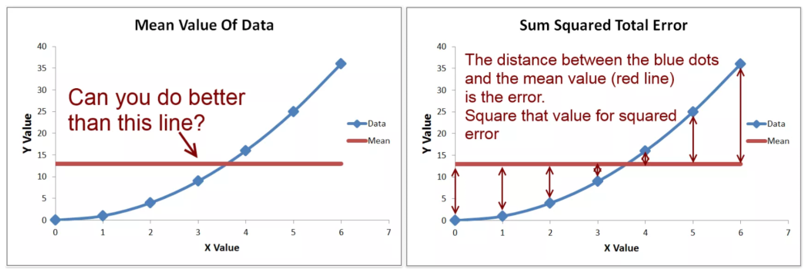 Mean Value Of Data
40
35
30
25
20
15
10
5
0
Y Value
Can you do better
than this line?
Data
Mean
0 1 2 3 4 5 6 7
X Value
Sum Squared Total Error
40
35
30
25
20
15
10
5
0
Y Value
The distance between the blue dots
and the mean value (red line)
is the error.
Square that value for squared
error
Data
Mean
0 1 2 3 4 5 6 7
X Value